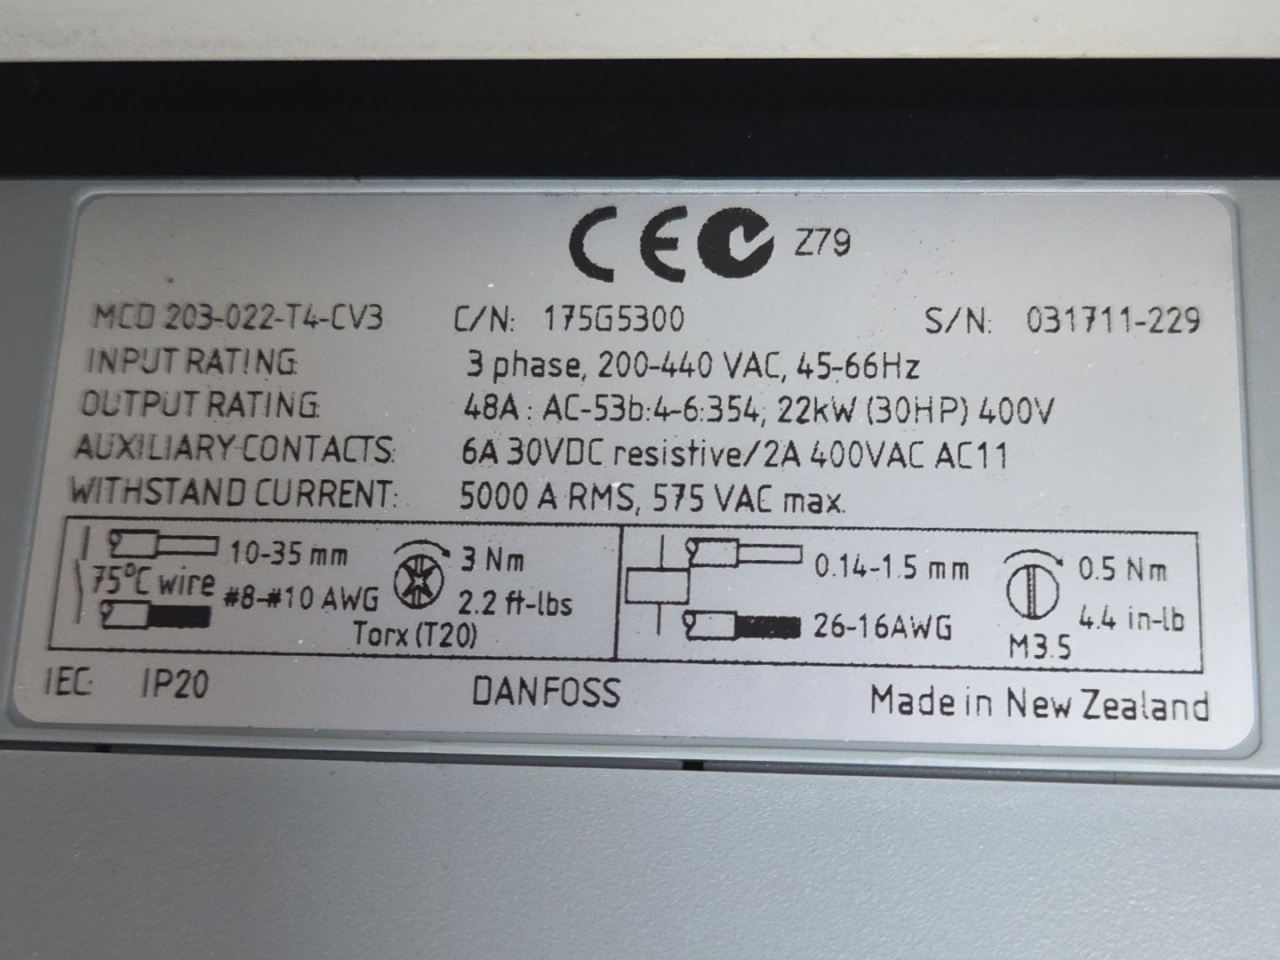 CE Z79
MCD 203-022-T4-CV3 C/N: 175G5300 S/N: 031711-229
INPUT RATING: 3 phase, 200-440 VAC, 45-66Hz
OUTPUT RATING: 48A: AC-53b:4-6:354, 22kW (30HP) 400V
AUXILIARY CONTACTS: 6A 30VDC resistive/2A 400VAC AC11
WITHSTAND CURRENT: 5000 A RMS, 575 VAC max.
10-35 mm 3 Nm 0.14-1.5 mm 0.5 Nm
75°C wire #8-#10 AWG 2.2 ft-lbs 26-16AWG 4.4 in-lb
Torx (T20) M3.5
IEC: IP20 DANFOSS Made in New Zealand